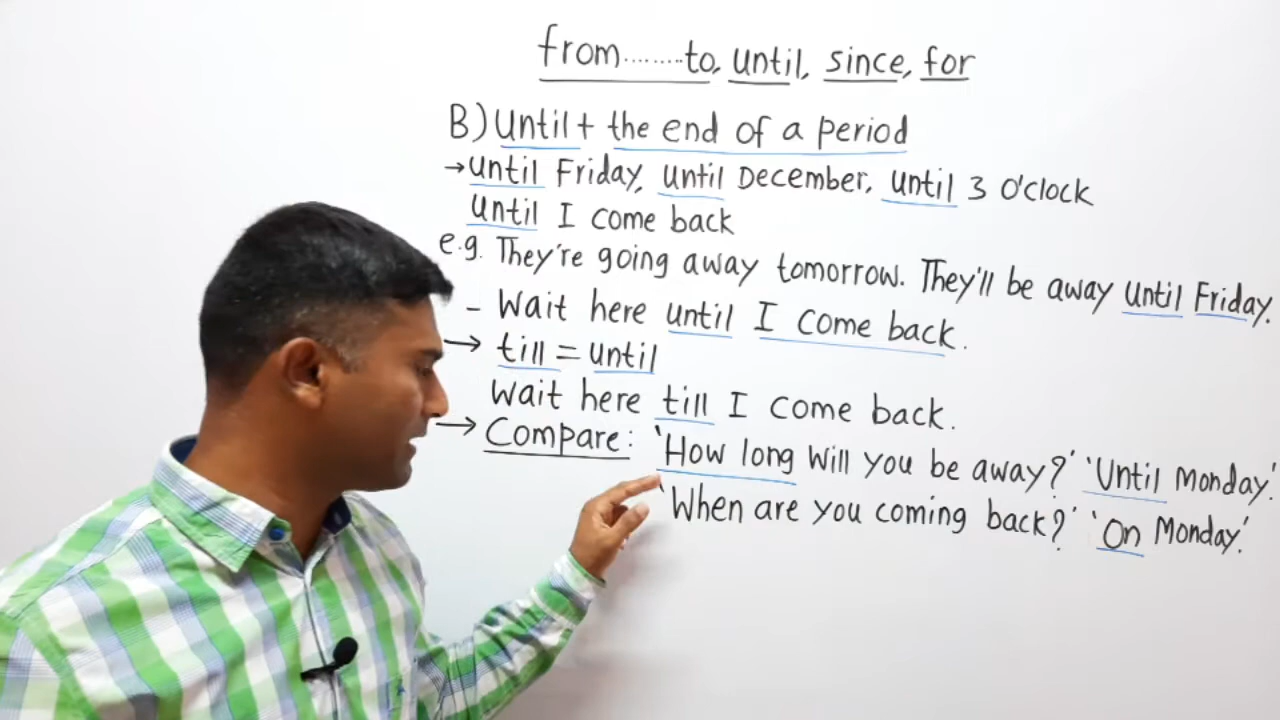 from........to, until, since, for
B) Until + the end of a period
→ until Friday, until December, until 3 O'clock
Until I come back
e.g. They're going away tomorrow. They'll be away until Friday.
- Wait here until I come back.
→ till = until
Wait here till I come back.
→ Compare: 'How long will you be away?' 'Until Monday.'
'When are you coming back?' 'On Monday.'